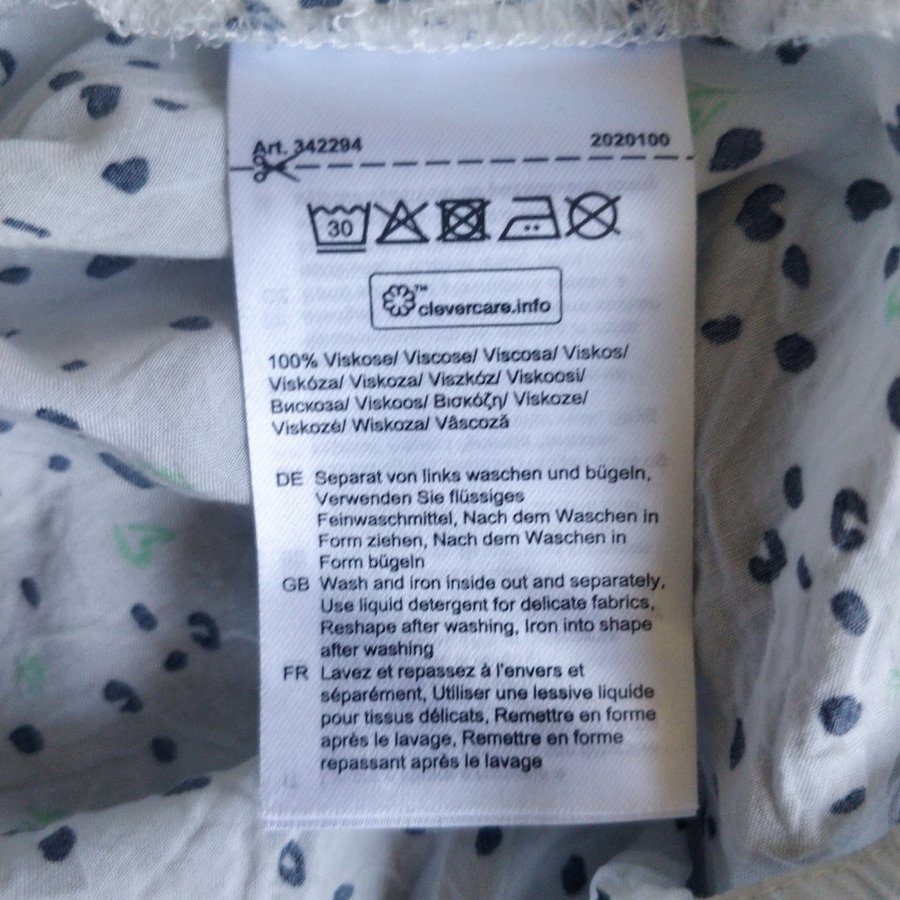 Art. 342294 2020100
30
™
clevercare.info
100% Viskose/ Viscose/ Viscosa/ Viskos/
Viskóza/ Viskoza/ Viszkóz/ Viskoosi/
Вискоза/ Viskoos/ Βισκόζη/ Viskoze/
Viskozė/ Wiskoza/ Vâscoză
DE Separat von links waschen und bügeln,
Verwenden Sie flüssiges
Feinwaschmittel, Nach dem Waschen in
Form ziehen, Nach dem Waschen in
Form bügeln
GB Wash and iron inside out and separately,
Use liquid detergent for delicate fabrics,
Reshape after washing, Iron into shape
after washing
FR Lavez et repassez à l'envers et
séparément, Utiliser une lessive liquide
pour tissus délicats, Remettre en forme
après le lavage, Remettre en forme
repassant après le lavage